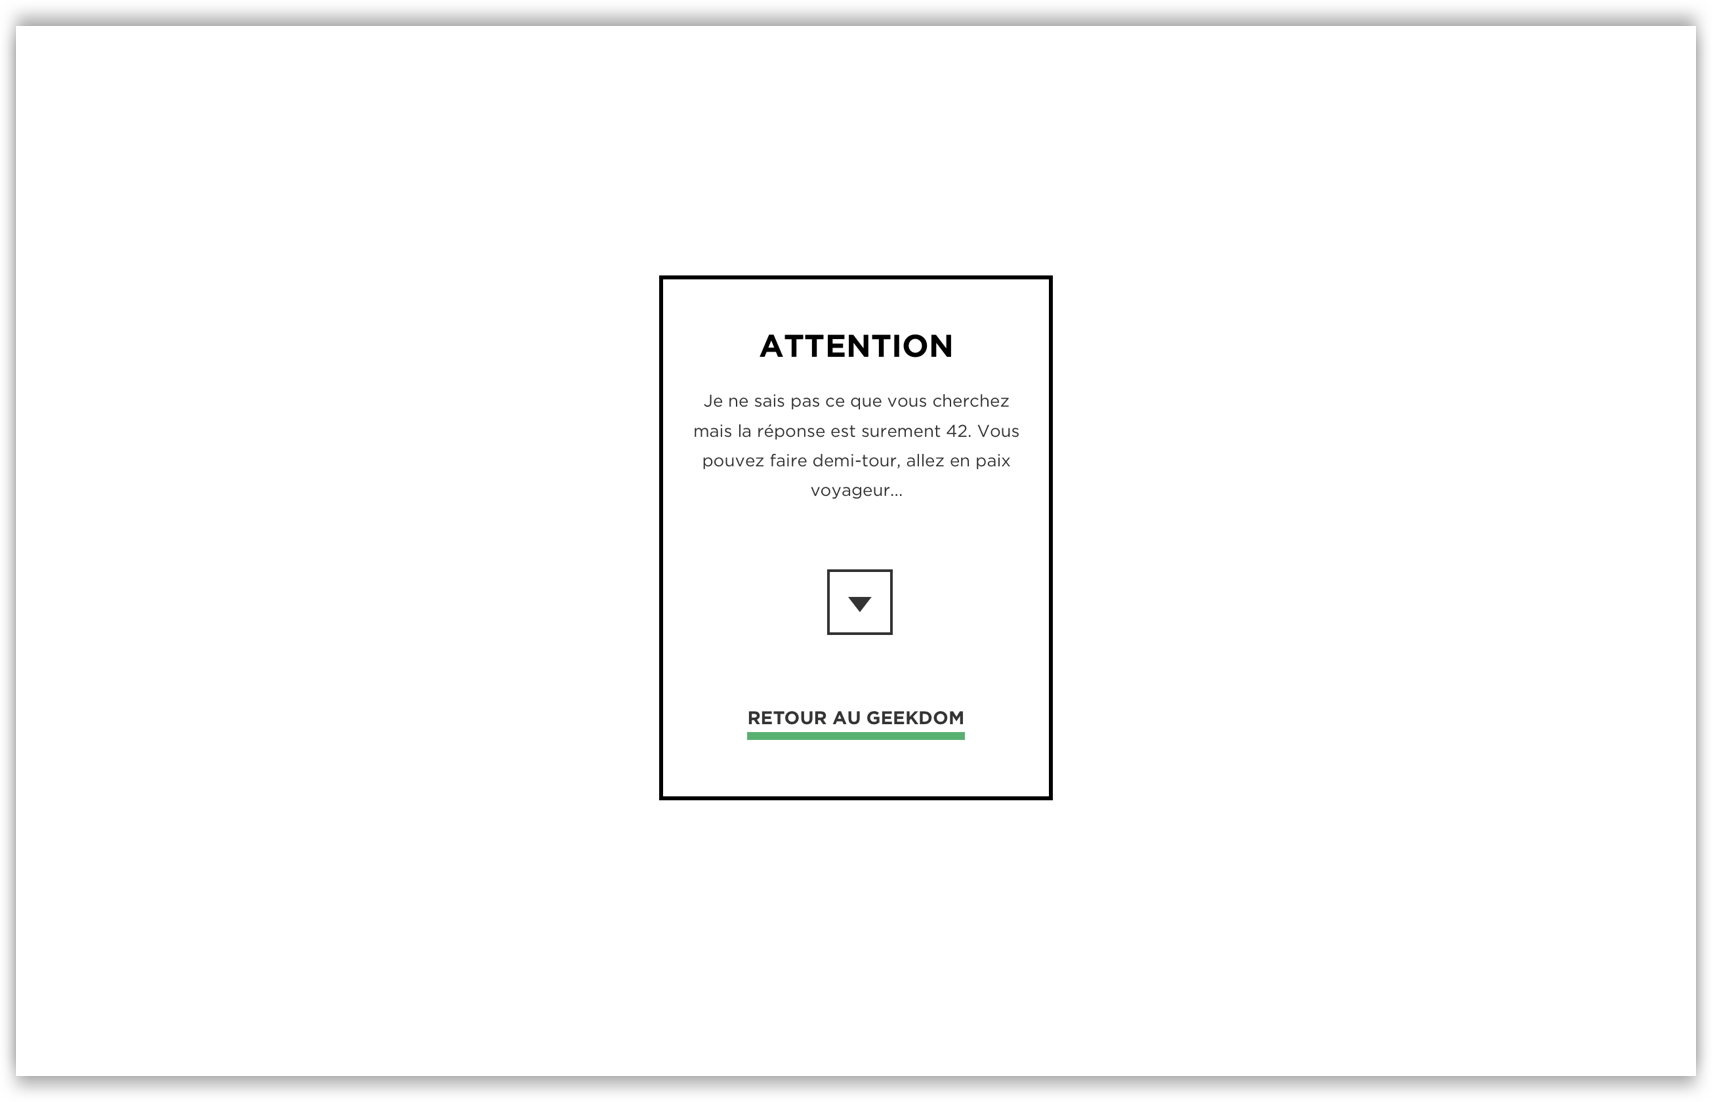 ATTENTION
Je ne sais pas ce que vous cherchez
mais la réponse est surement 42. Vous
pouvez faire demi-tour, allez en paix
voyageur...
RETOUR AU GEEKDOM